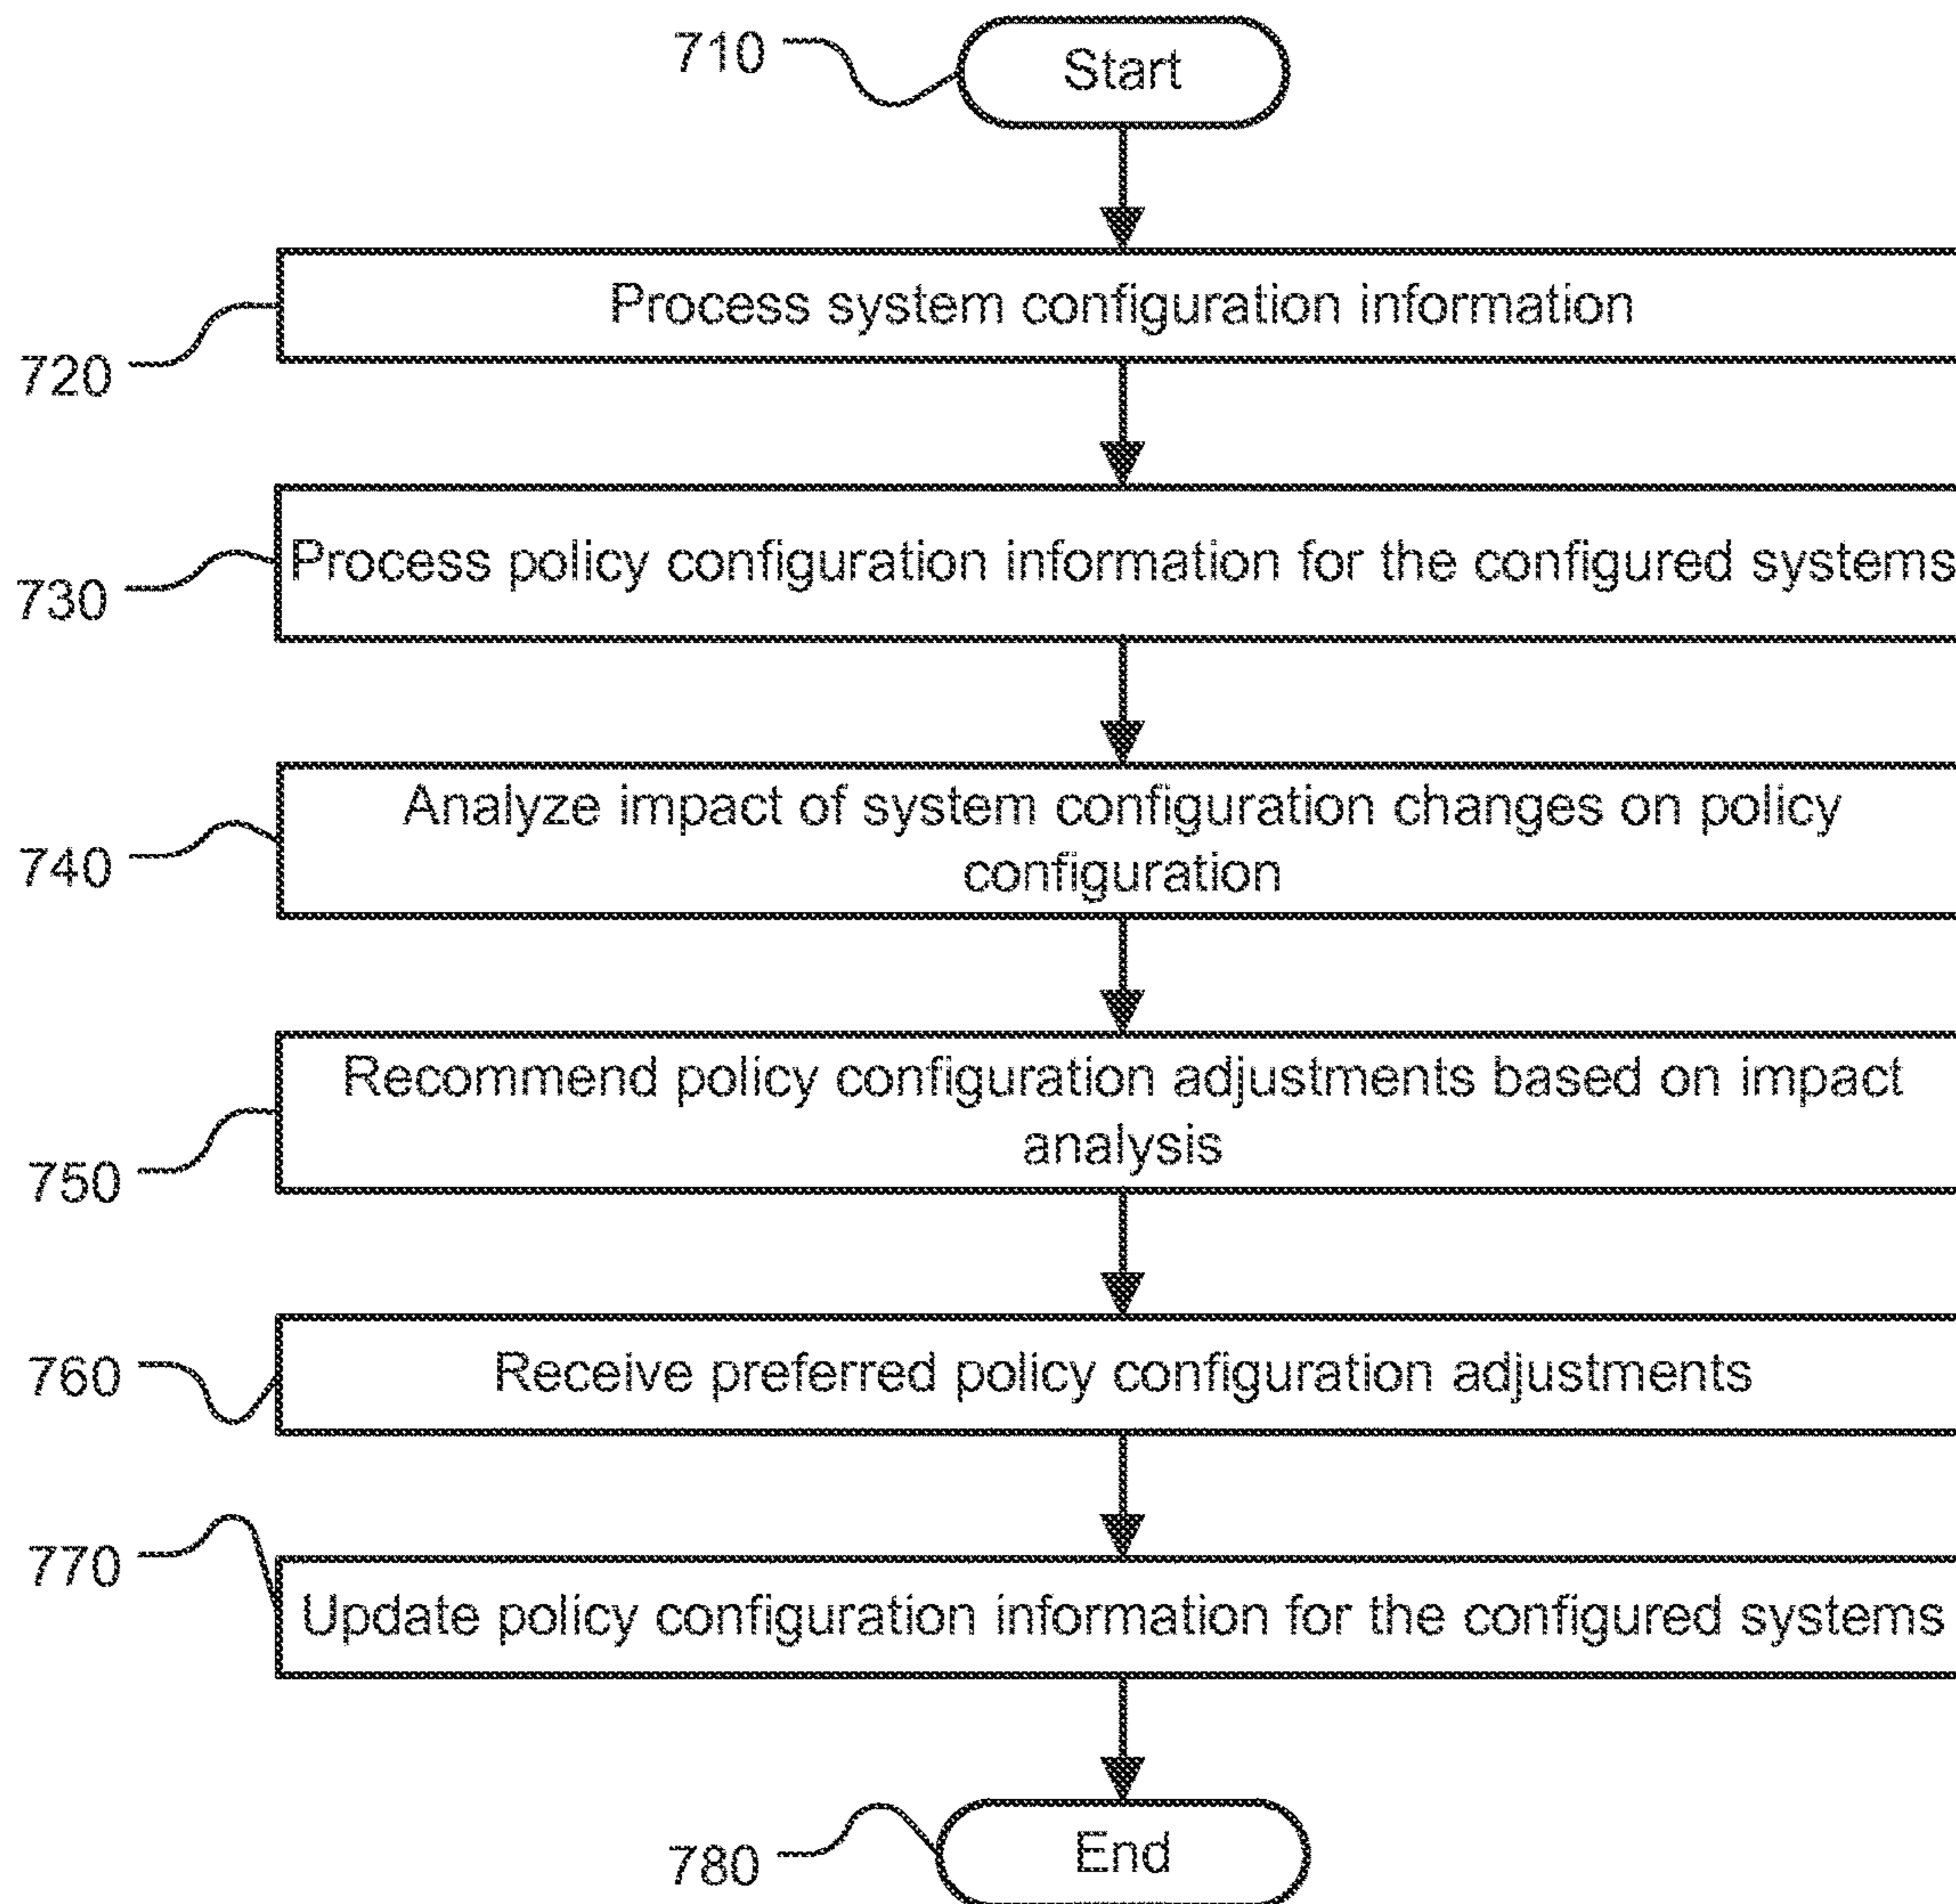 710
Start
Process system configuration information
720
Process policy configuration information for the configured systems
730
Analyze impact of system configuration changes on policy
configuration
740
Recommend policy configuration adjustments based on impact
analysis
750
Receive preferred policy configuration adjustments
760
770
Update policy configuration information for the configured systems
End
780